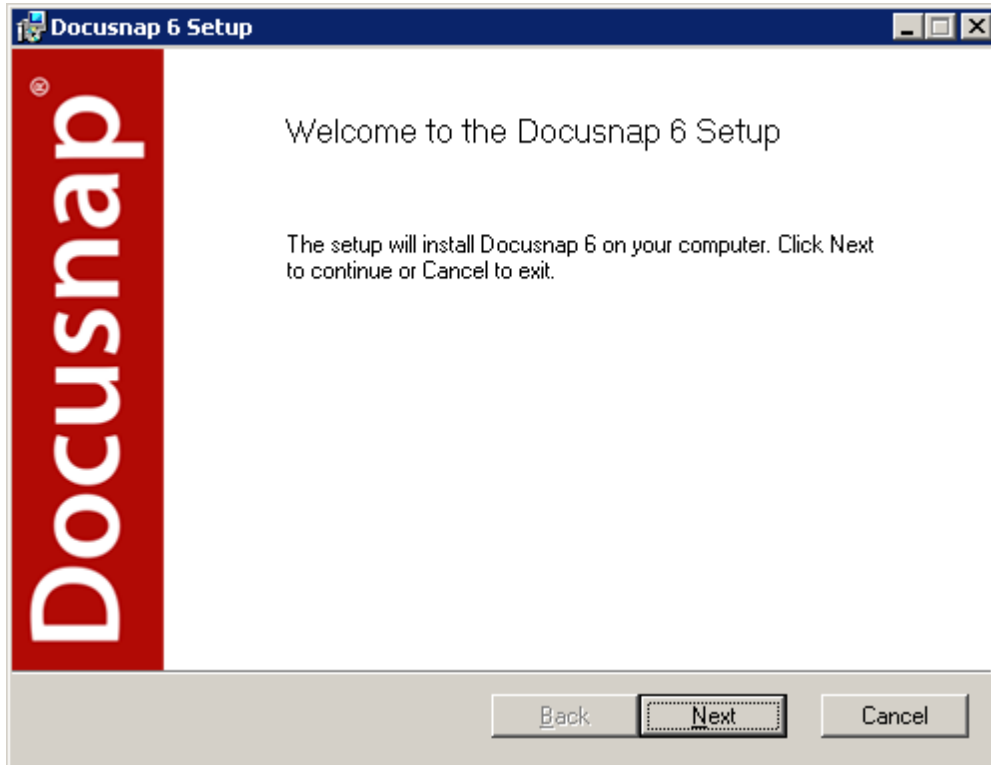 Docusnap 6 Setup
Docusnap®
Welcome to the Docusnap 6 Setup
The setup will install Docusnap 6 on your computer. Click Next
to continue or Cancel to exit.
Back Next Cancel